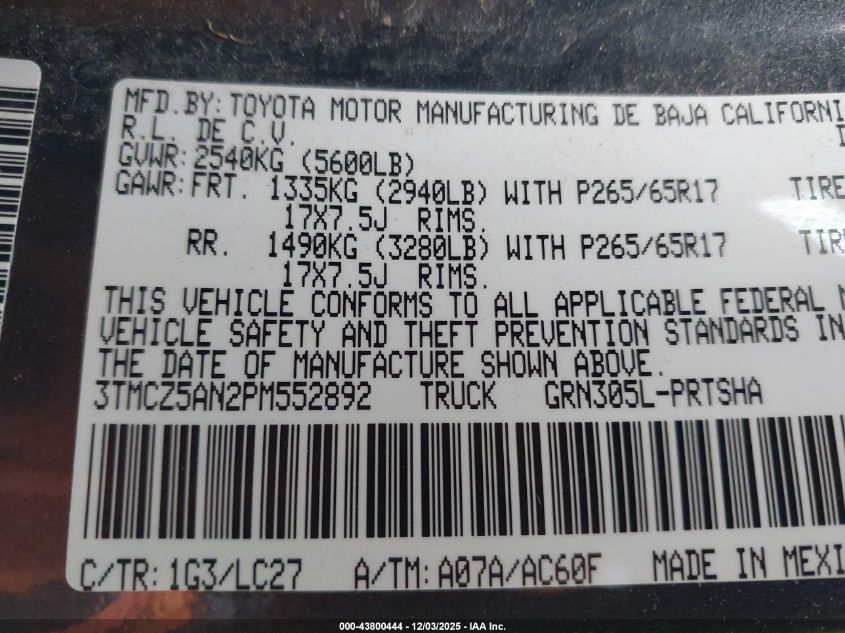 MFD.BY: TOYOTA MOTOR MANUFACTURING DE BAJA CALIFORNI
R.L. DE C.V.
GVWR: 2540KG (5600LB)
GAWR: FRT. 1335KG (2940LB) WITH P265/65R17 TIRE
17X7.5J RIMS.
RR. 1490KG (3280LB) WITH P265/65R17 TIR
17X7.5J RIMS.
THIS VEHICLE CONFORMS TO ALL APPLICABLE FEDERAL
VEHICLE SAFETY AND THEFT PREVENTION STANDARDS IN
THE DATE OF MANUFACTURE SHOWN ABOVE.
3TMCZ5AN2PM552892 TRUCK GRN305L-PRTSHA
C/TR: 1G3/LC27 A/TM: A07A/AC60F MADE IN MEXI
000-43800444 - 12/03/2025 - IAA Inc.